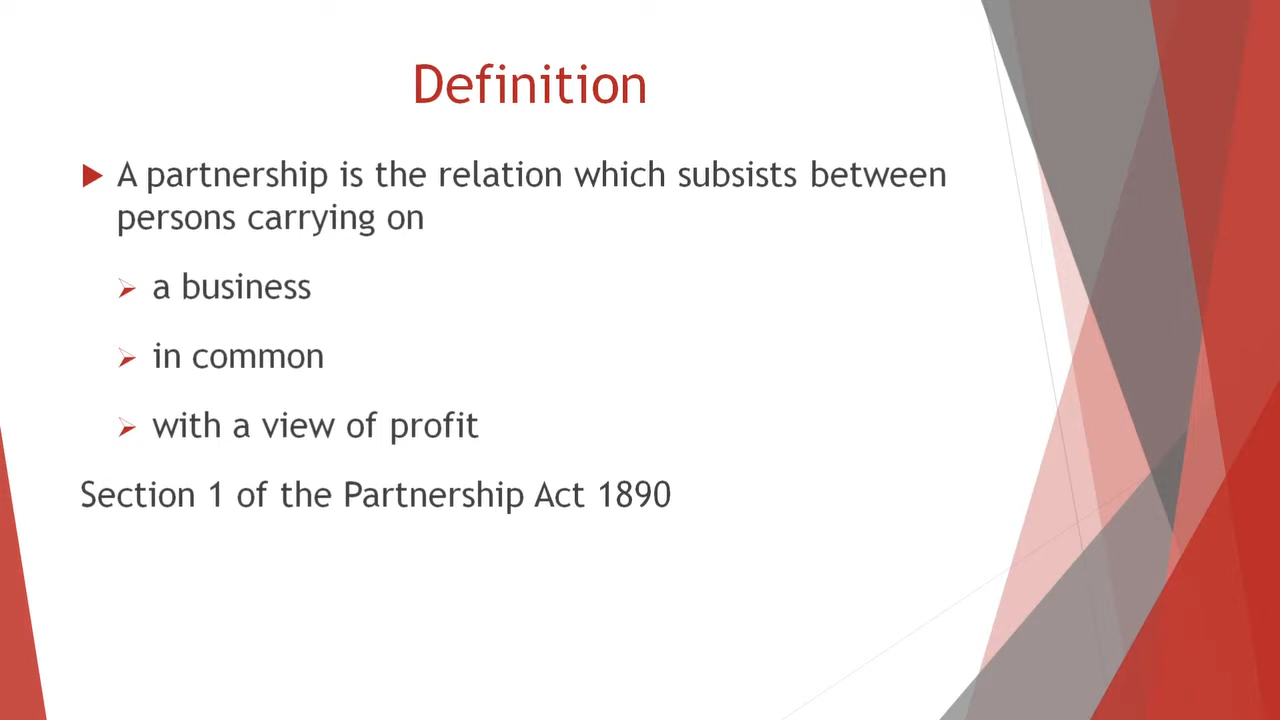 Definition
A partnership is the relation which subsists between
persons carrying on
a business
in common
with a view of profit
Section 1 of the Partnership Act 1890